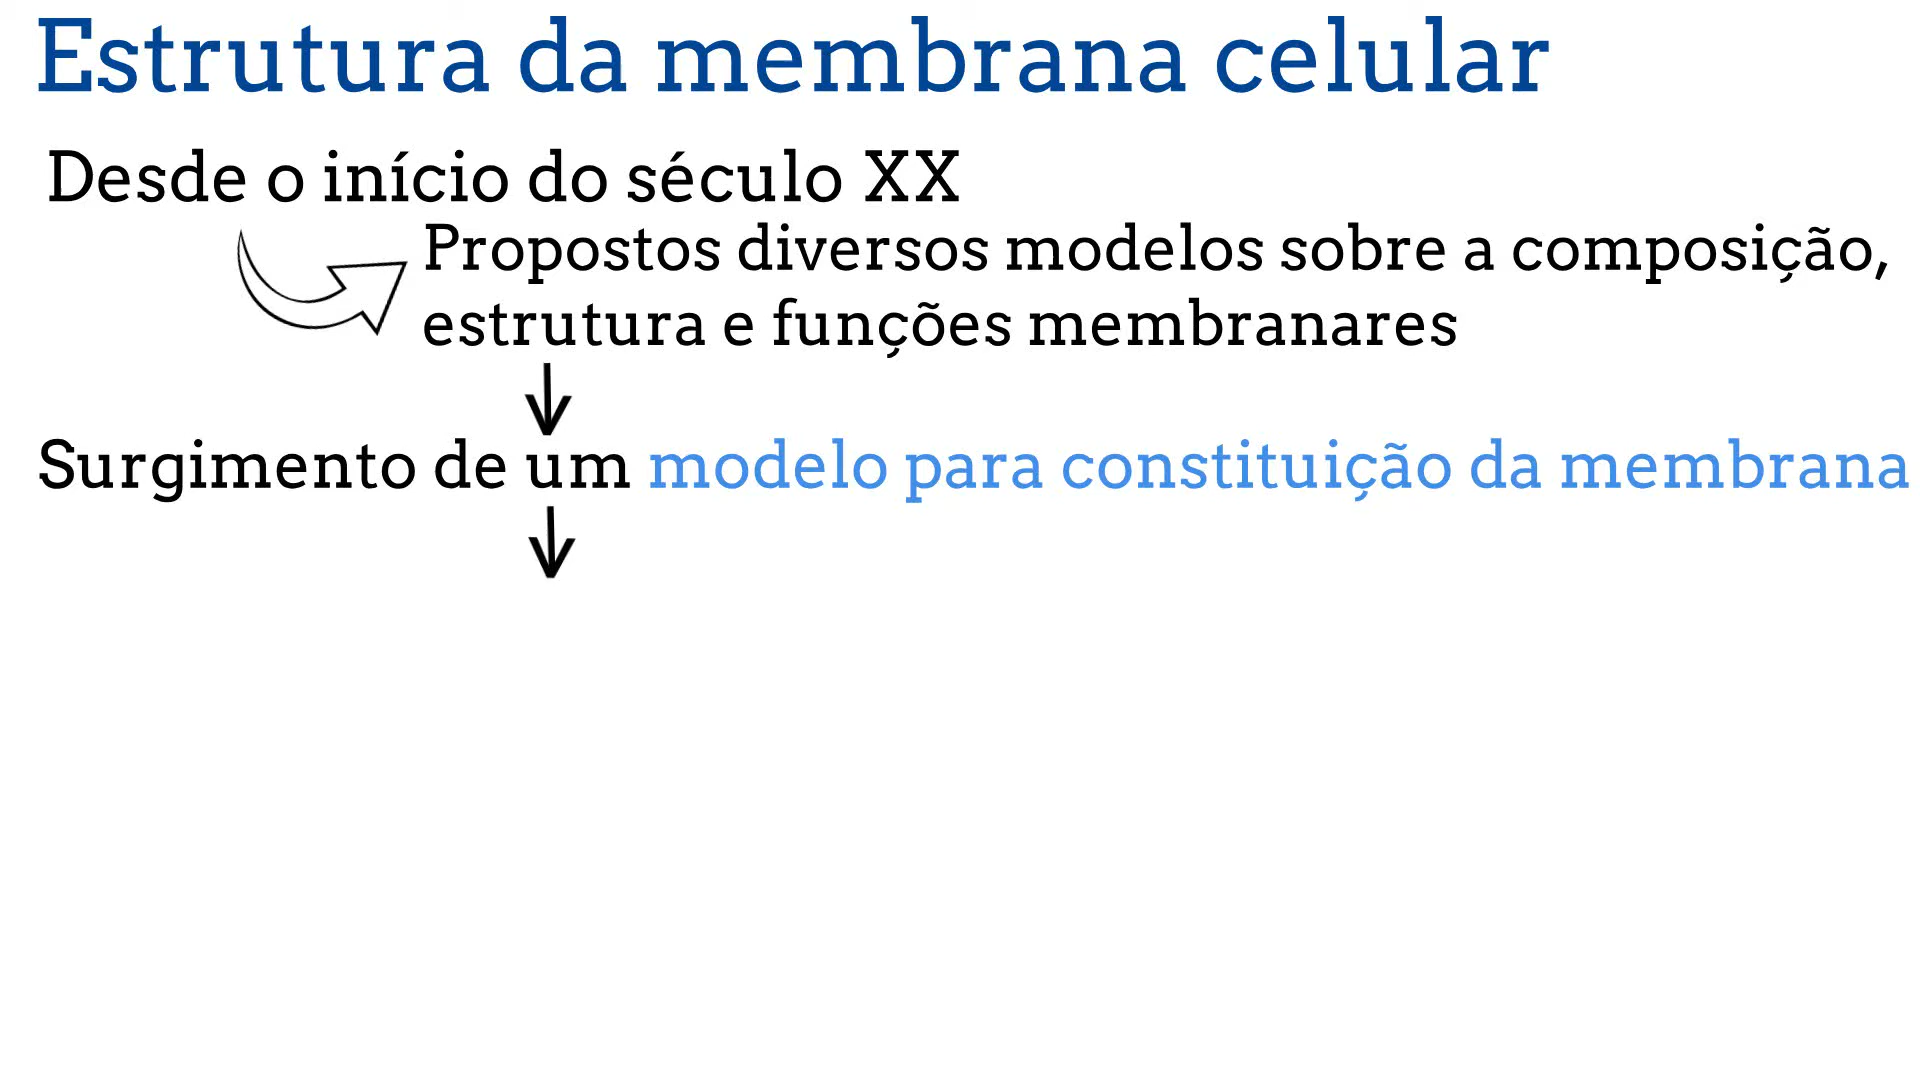 Estrutura da membrana celular
Desde o início do século XX
Propostos diversos modelos sobre a composição,
estrutura e funções membranares
Surgimento de um modelo para constituição da membrana